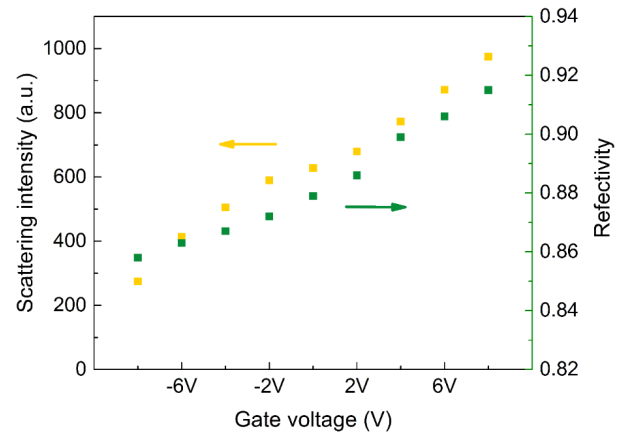 Scattering intensity (a.u.)
1000
800
600
400
200
0
-6V
-2V
2V
6V
Gate voltage (V)
0.94
0.92
0.90
0.88
0.86
0.84
0.82
Refectivity